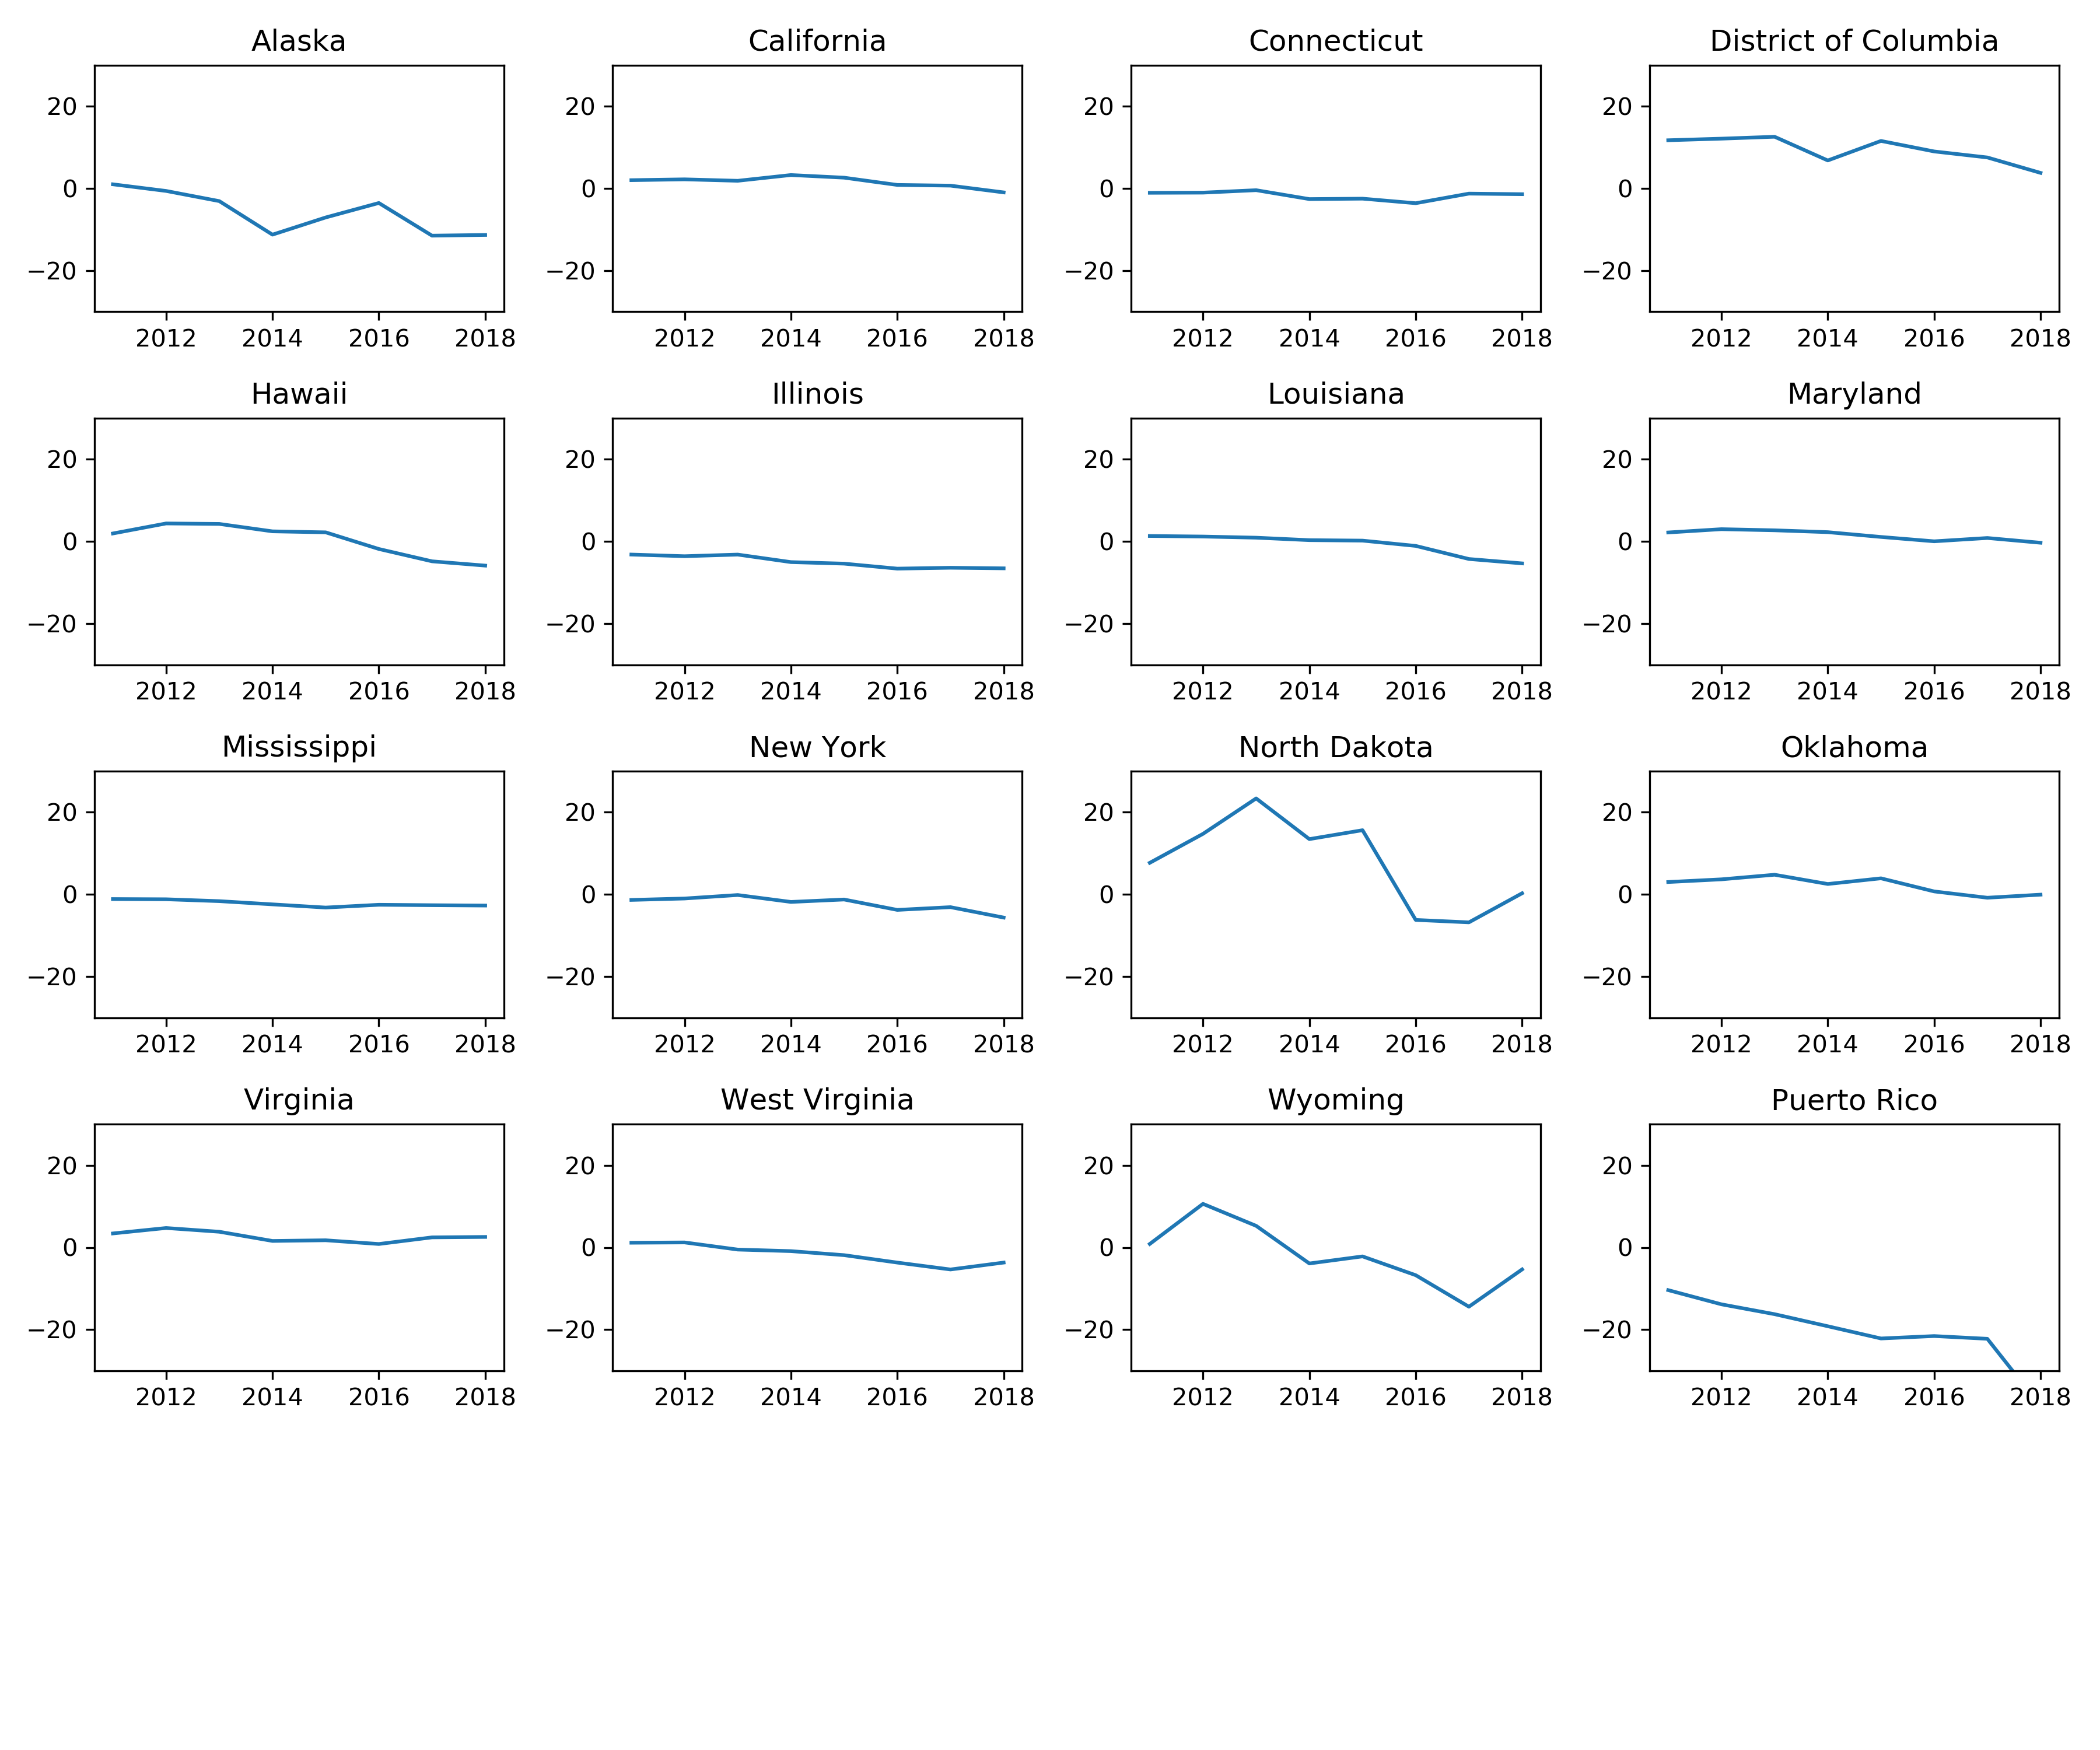 Alaska California Connecticut District of Columbia
20 20 20 20
0 0 0 0
−20 −20 −20 −20
2012 2014 2016 2018 2012 2014 2016 2018 2012 2014 2016 2018 2012 2014 2016 2018
Hawaii Illinois Louisiana Maryland
20 20 20 20
0 0 0 0
−20 −20 −20 −20
2012 2014 2016 2018 2012 2014 2016 2018 2012 2014 2016 2018 2012 2014 2016 2018
Mississippi New York North Dakota Oklahoma
20 20 20 20
0 0 0 0
−20 −20 −20 −20
2012 2014 2016 2018 2012 2014 2016 2018 2012 2014 2016 2018 2012 2014 2016 2018
Virginia West Virginia Wyoming Puerto Rico
20 20 20 20
0 0 0 0
−20 −20 −20 −20
2012 2014 2016 2018 2012 2014 2016 2018 2012 2014 2016 2018 2012 2014 2016 2018